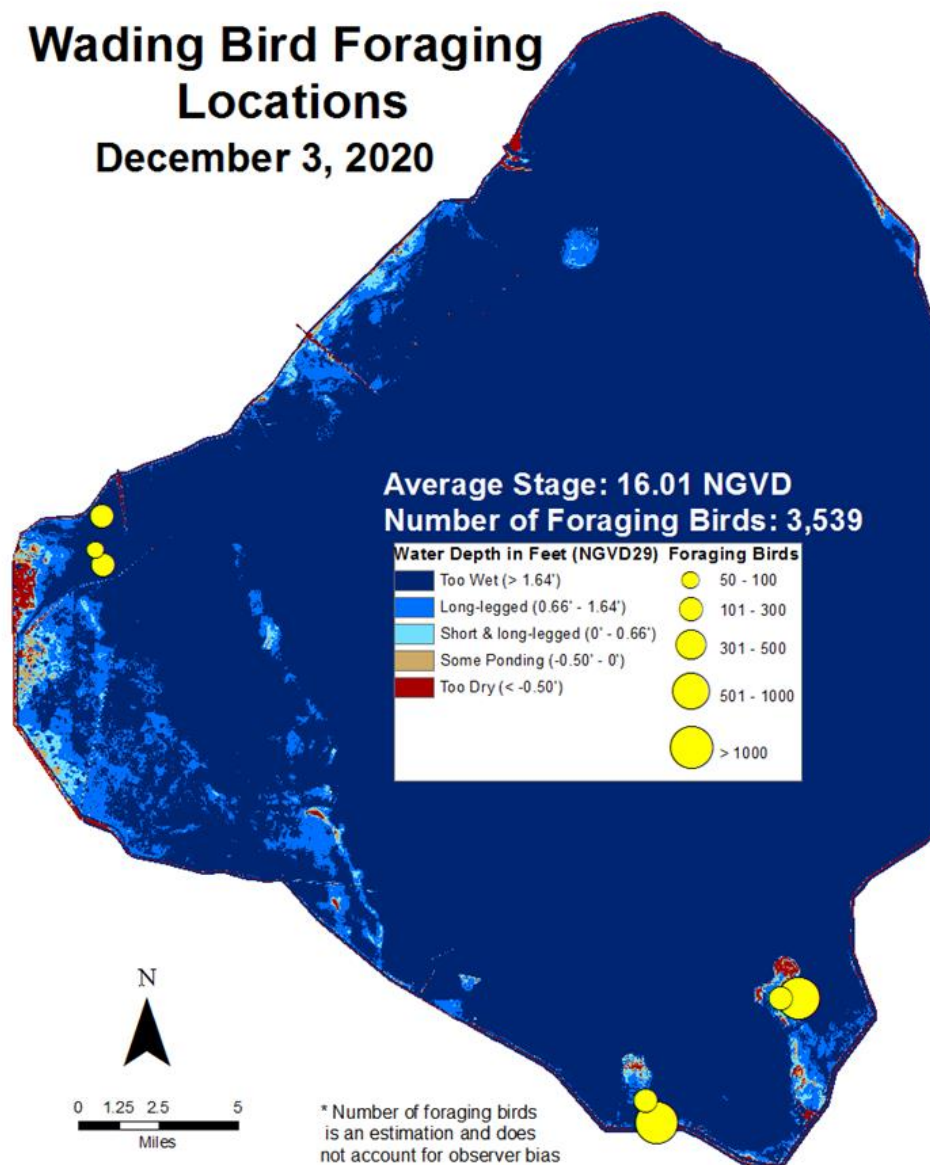 Wading Bird Foraging
Locations
December 3, 2020
Average Stage: 16.01 NGVD
Number of Foraging Birds: 3,539
Water Depth in Feet (NGVD29)
Too Wet (> 1.64')
Long-legged (0.66' - 1.64')
Short & long-legged (0' - 0.66')
Some Ponding (-0.50' - 0')
Too Dry (< -0.50')
Foraging Birds
50 - 100
101 - 300
301 - 500
501 - 1000
> 1000
N
0 1.25 2.5 5
Miles
* Number of foraging birds
is an estimation and does
not account for observer bias